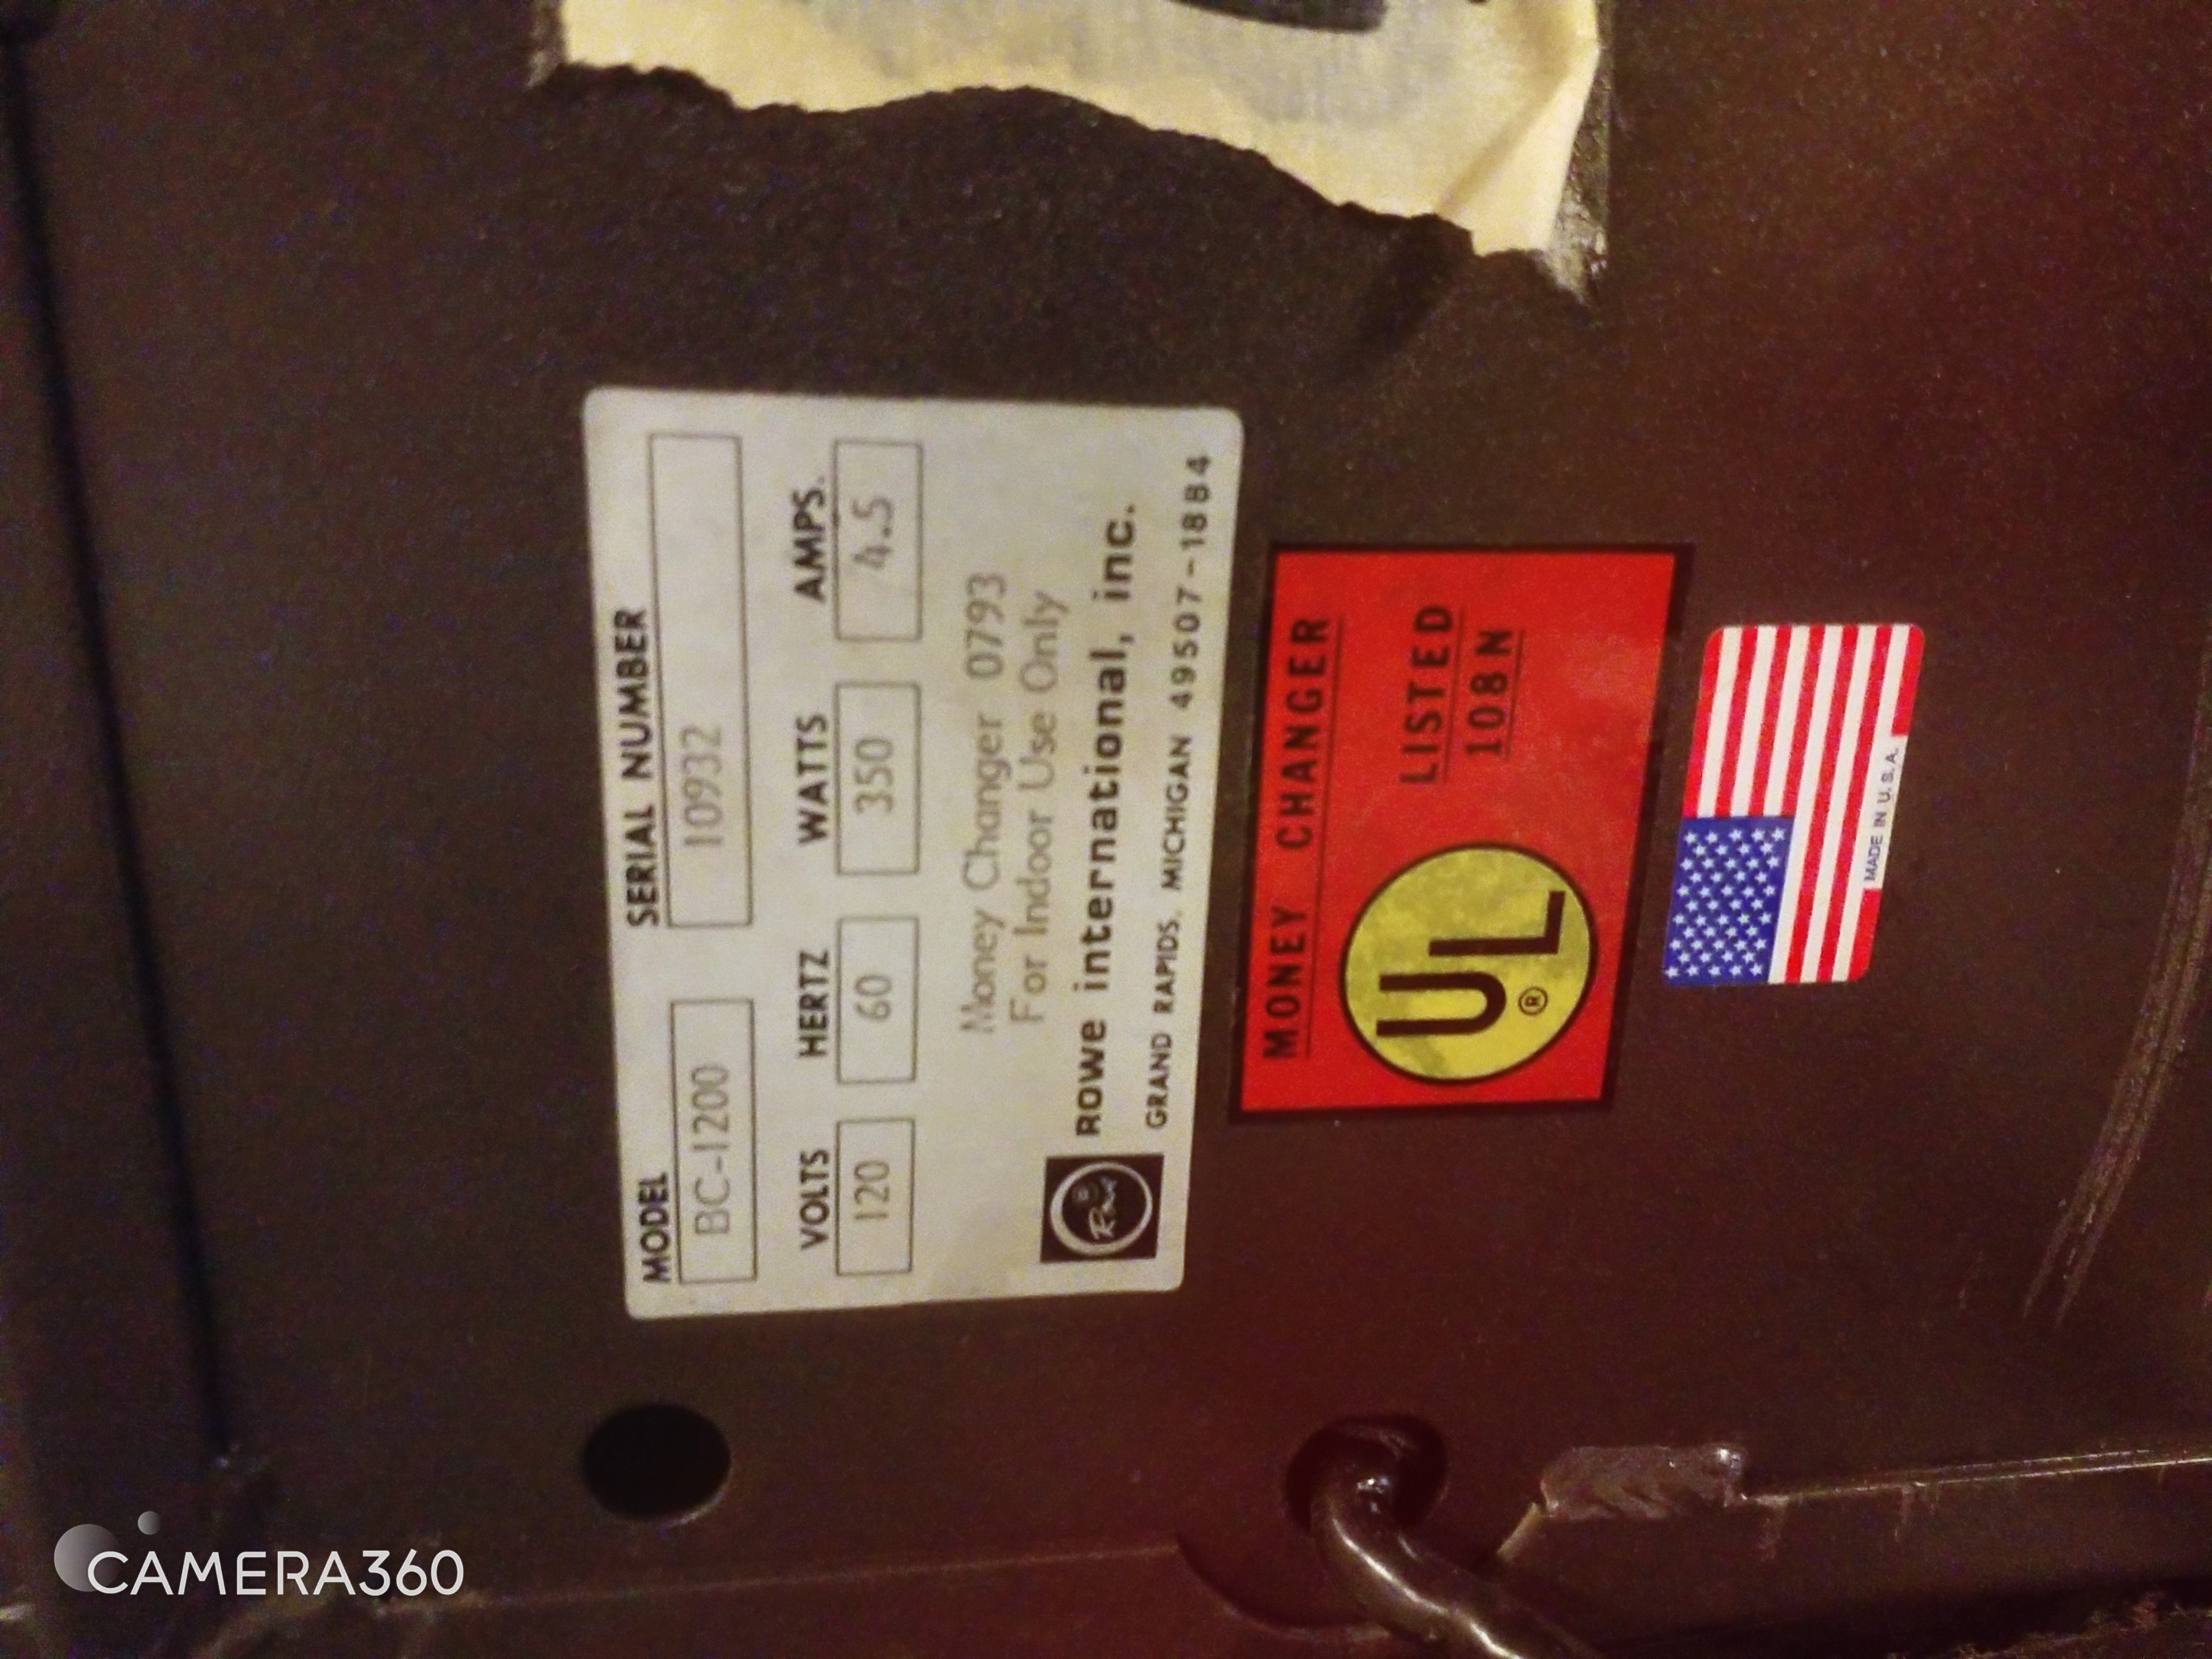 MODEL SERIAL NUMBER
BC-1200 10932
VOLTS HERTZ WATTS AMPS.
120 60 350 4.5
Money Changer 0793
For Indoor Use Only
Rowe
Rowe international, inc.
GRAND RAPIDS, MICHIGAN 49507-1884
MONEY CHANGER
UL ®
LISTED
108N
MADE IN U.S.A.
CAMERA360